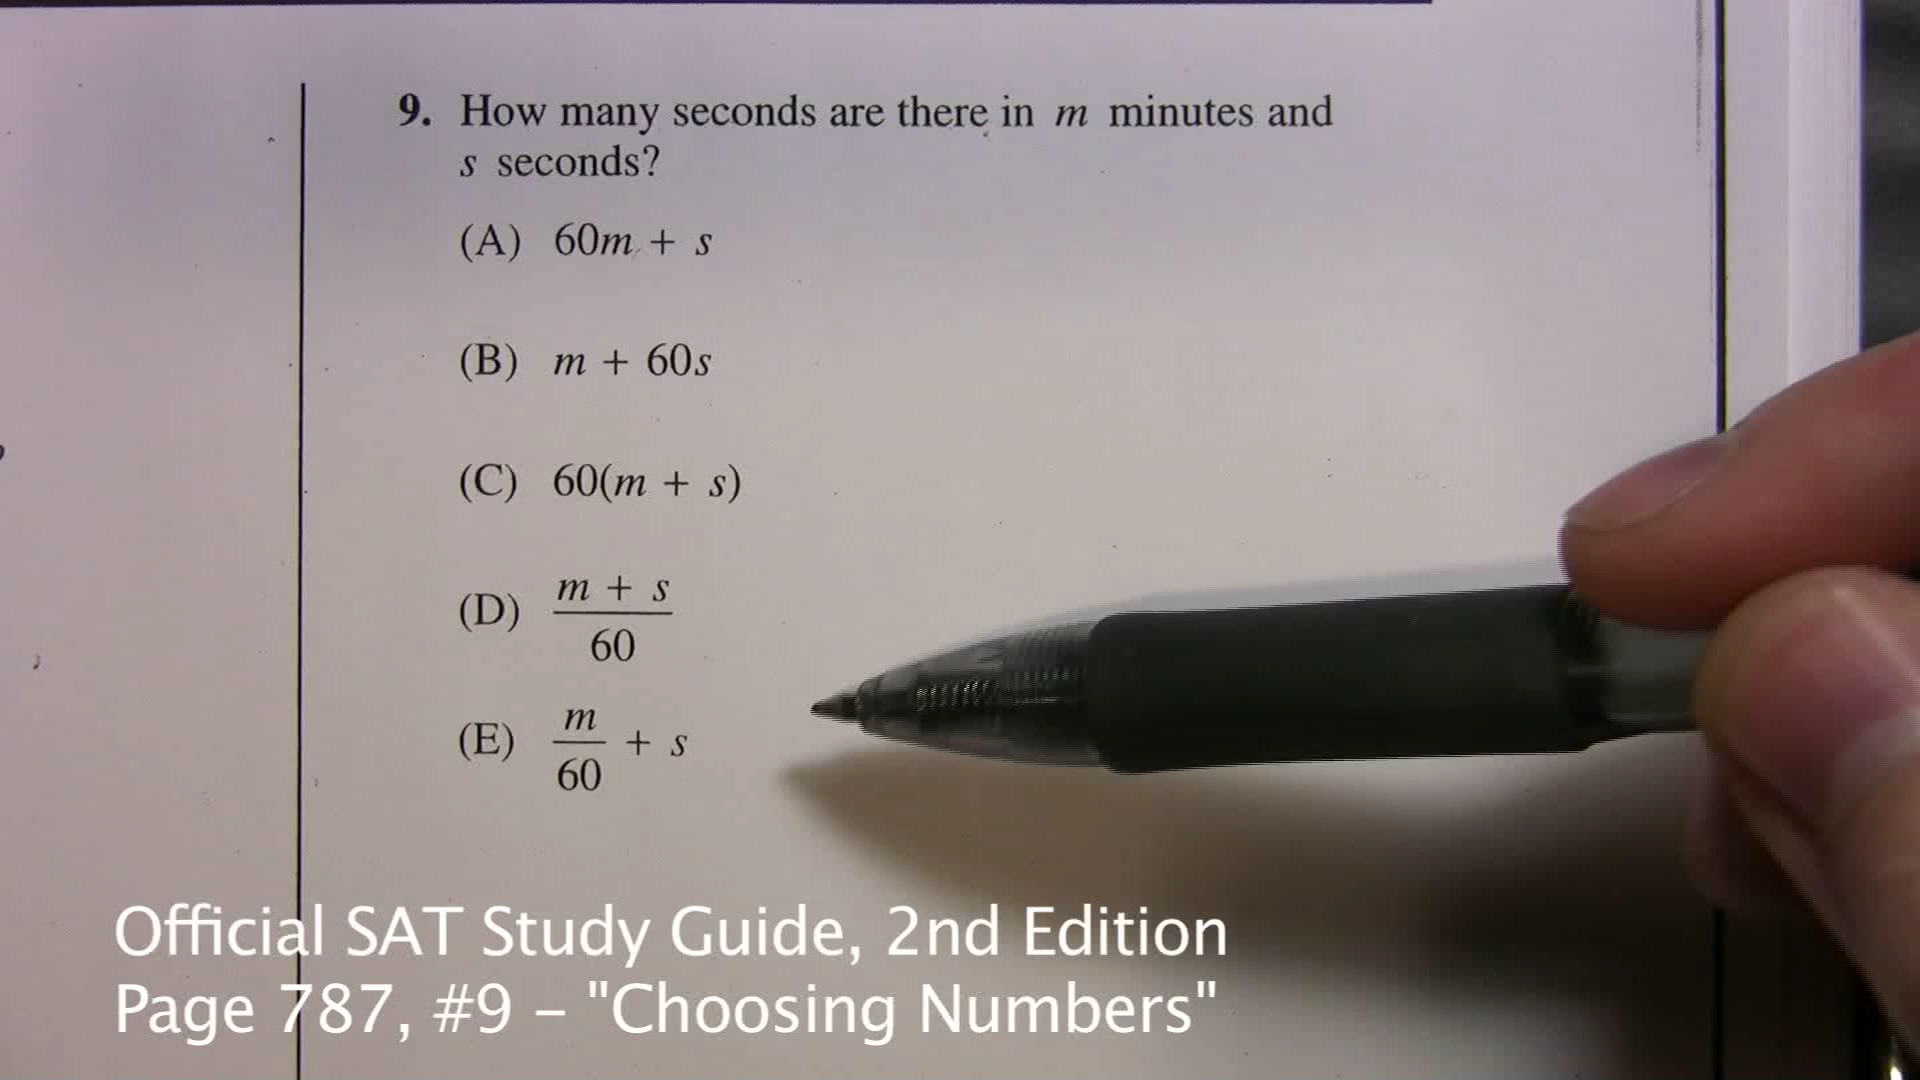 9. How many seconds are there in m minutes and
s seconds?
(A) 60m + s
(B) m + 60s
(C) 60(m + s)
(D) m + s
60
(E) m
60 + s
Official SAT Study Guide, 2nd Edition
Page 787, #9 – "Choosing Numbers"